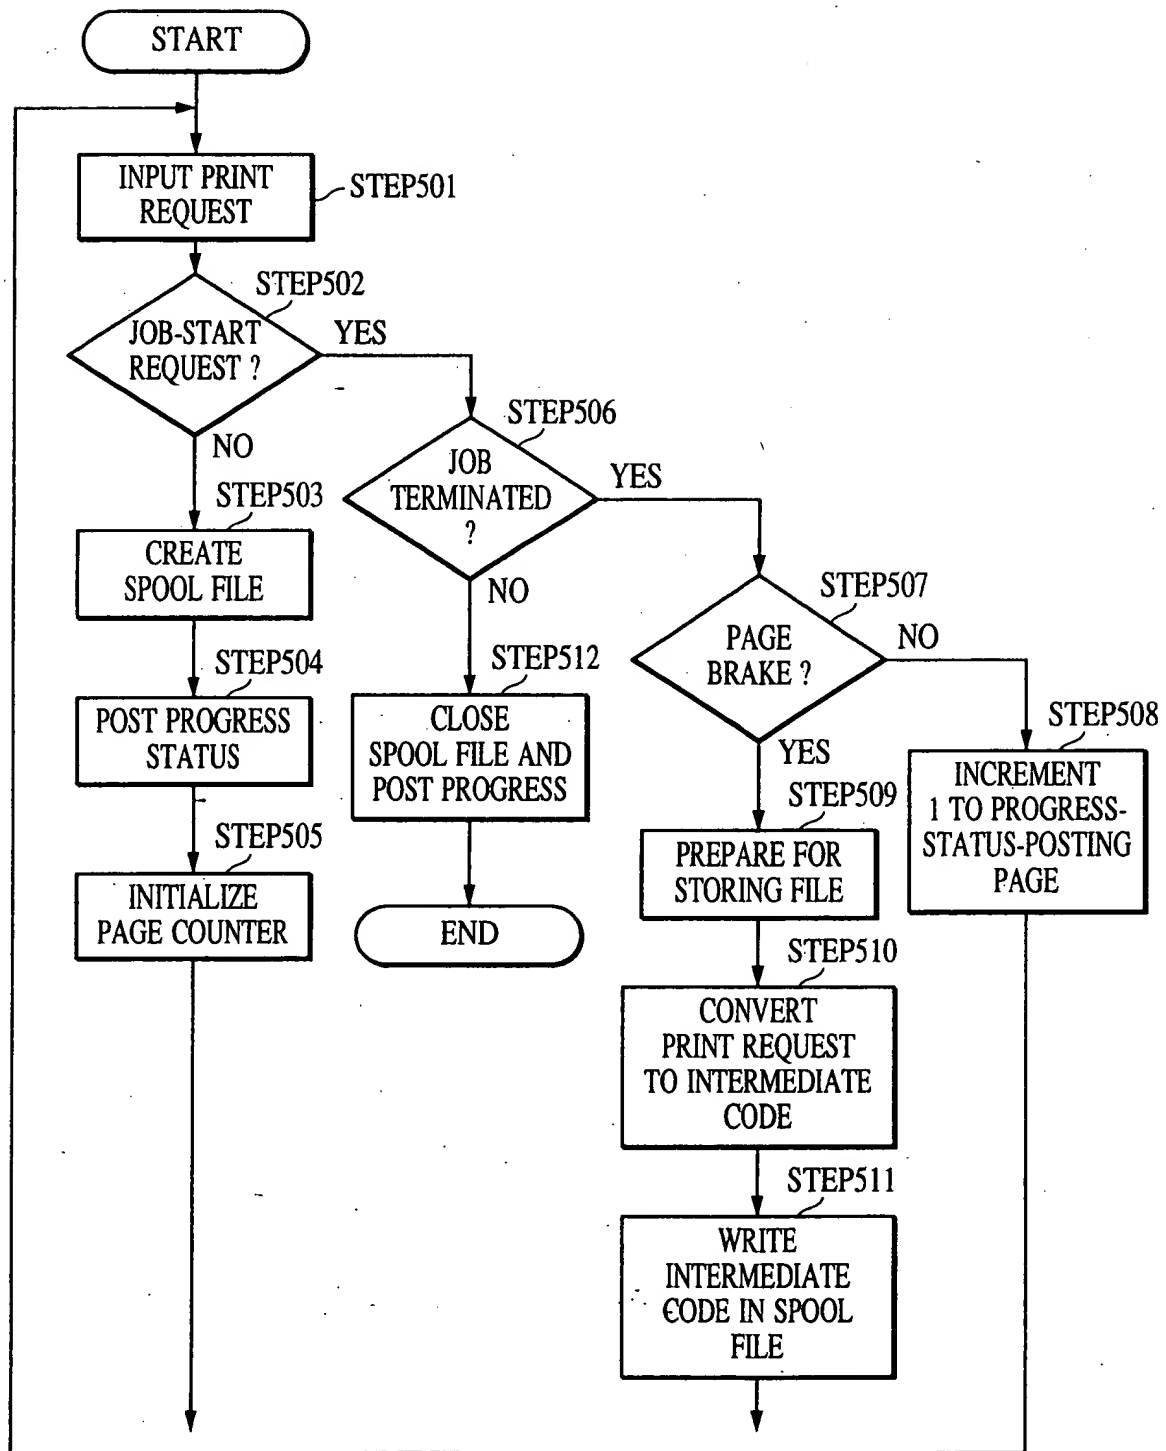 START
INPUT PRINT
REQUEST
STEP501
STEP502
JOB-START
REQUEST ?
YES
NO
STEP503
CREATE
SPOOL FILE
STEP504
POST PROGRESS
STATUS
STEP505
INITIALIZE
PAGE COUNTER
STEP506
JOB
TERMINATED
?
YES
NO
STEP512
CLOSE
SPOOL FILE AND
POST PROGRESS
END
STEP507
PAGE
BRAKE ?
NO
YES
STEP508
INCREMENT
1 TO PROGRESS-
STATUS-POSTING
PAGE
STEP509
PREPARE FOR
STORING FILE
STEP510
CONVERT
PRINT REQUEST
TO INTERMEDIATE
CODE
STEP511
WRITE
INTERMEDIATE
CODE IN SPOOL
FILE